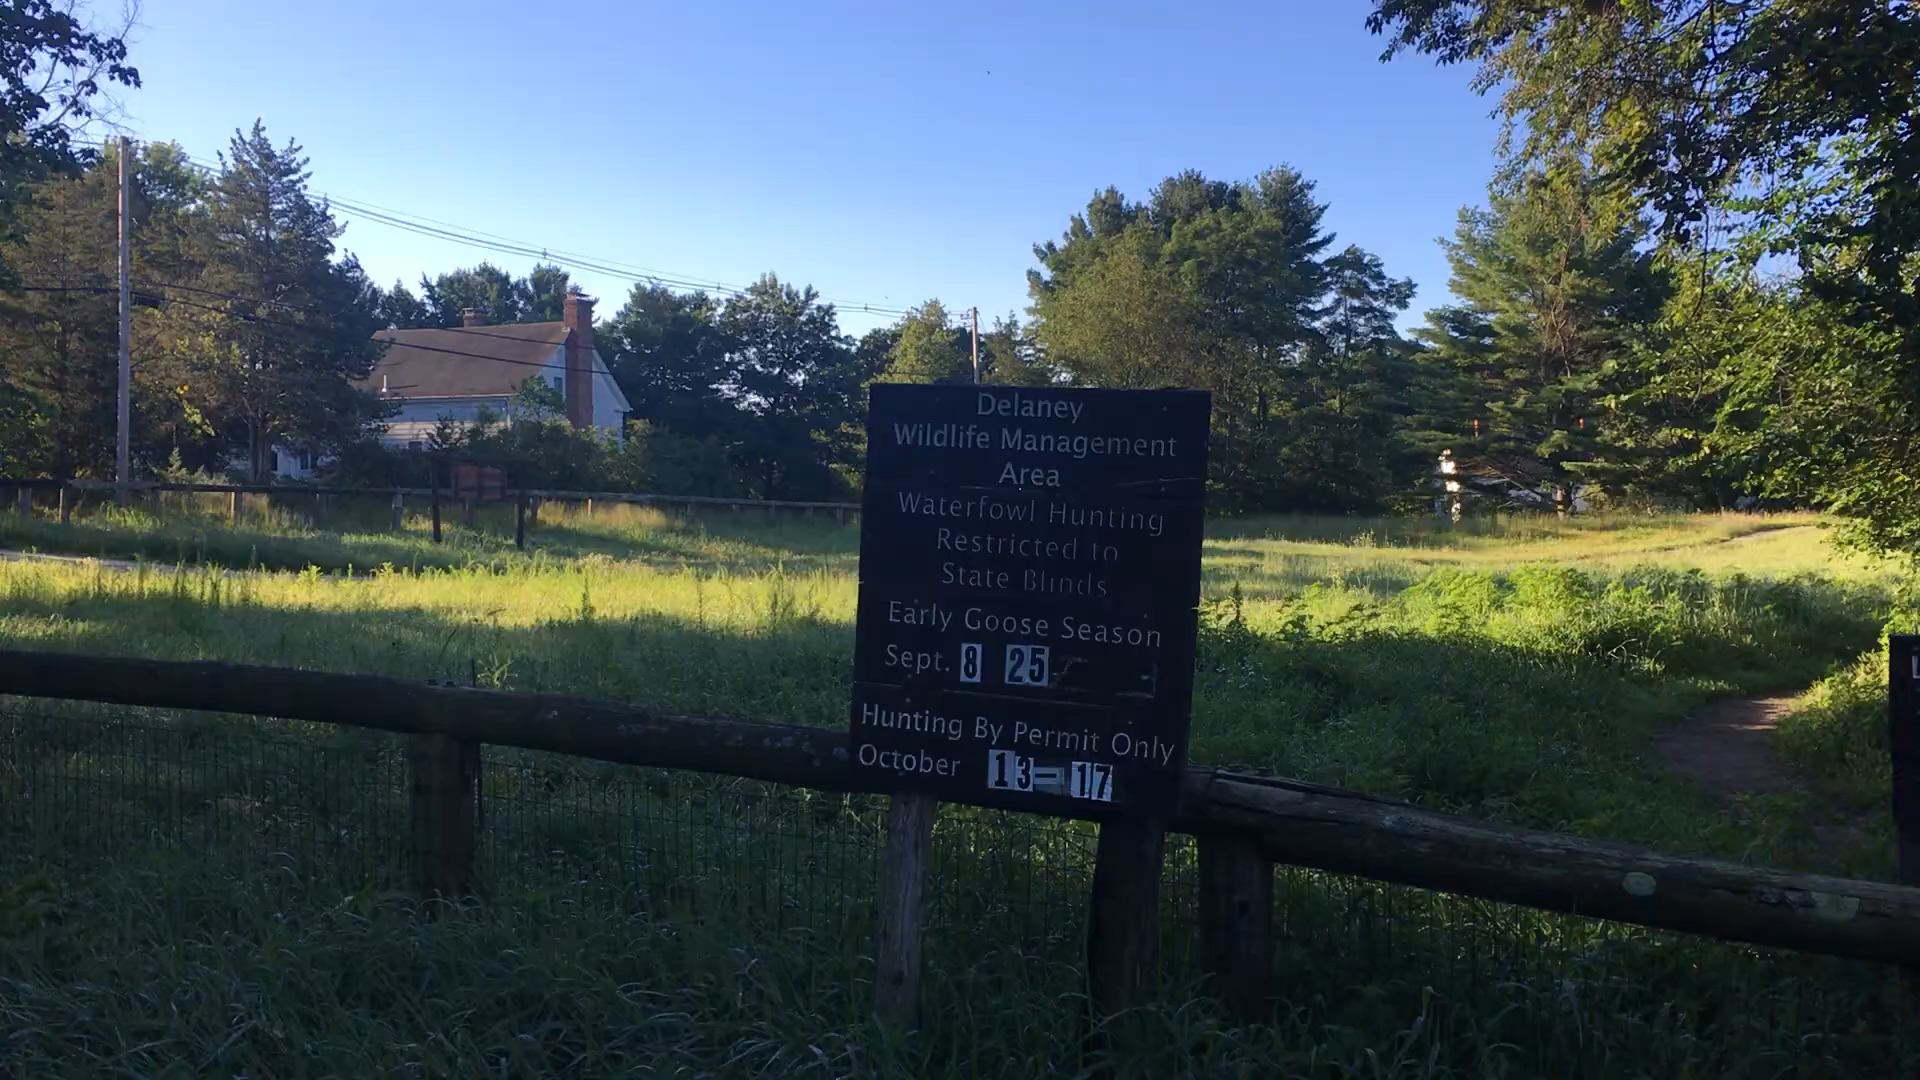 Delaney
Wildlife Management
Area
Waterfowl Hunting
Restricted to
State Blinds
Early Goose Season
Sept. 8 25
Hunting By Permit Only
October 13-17